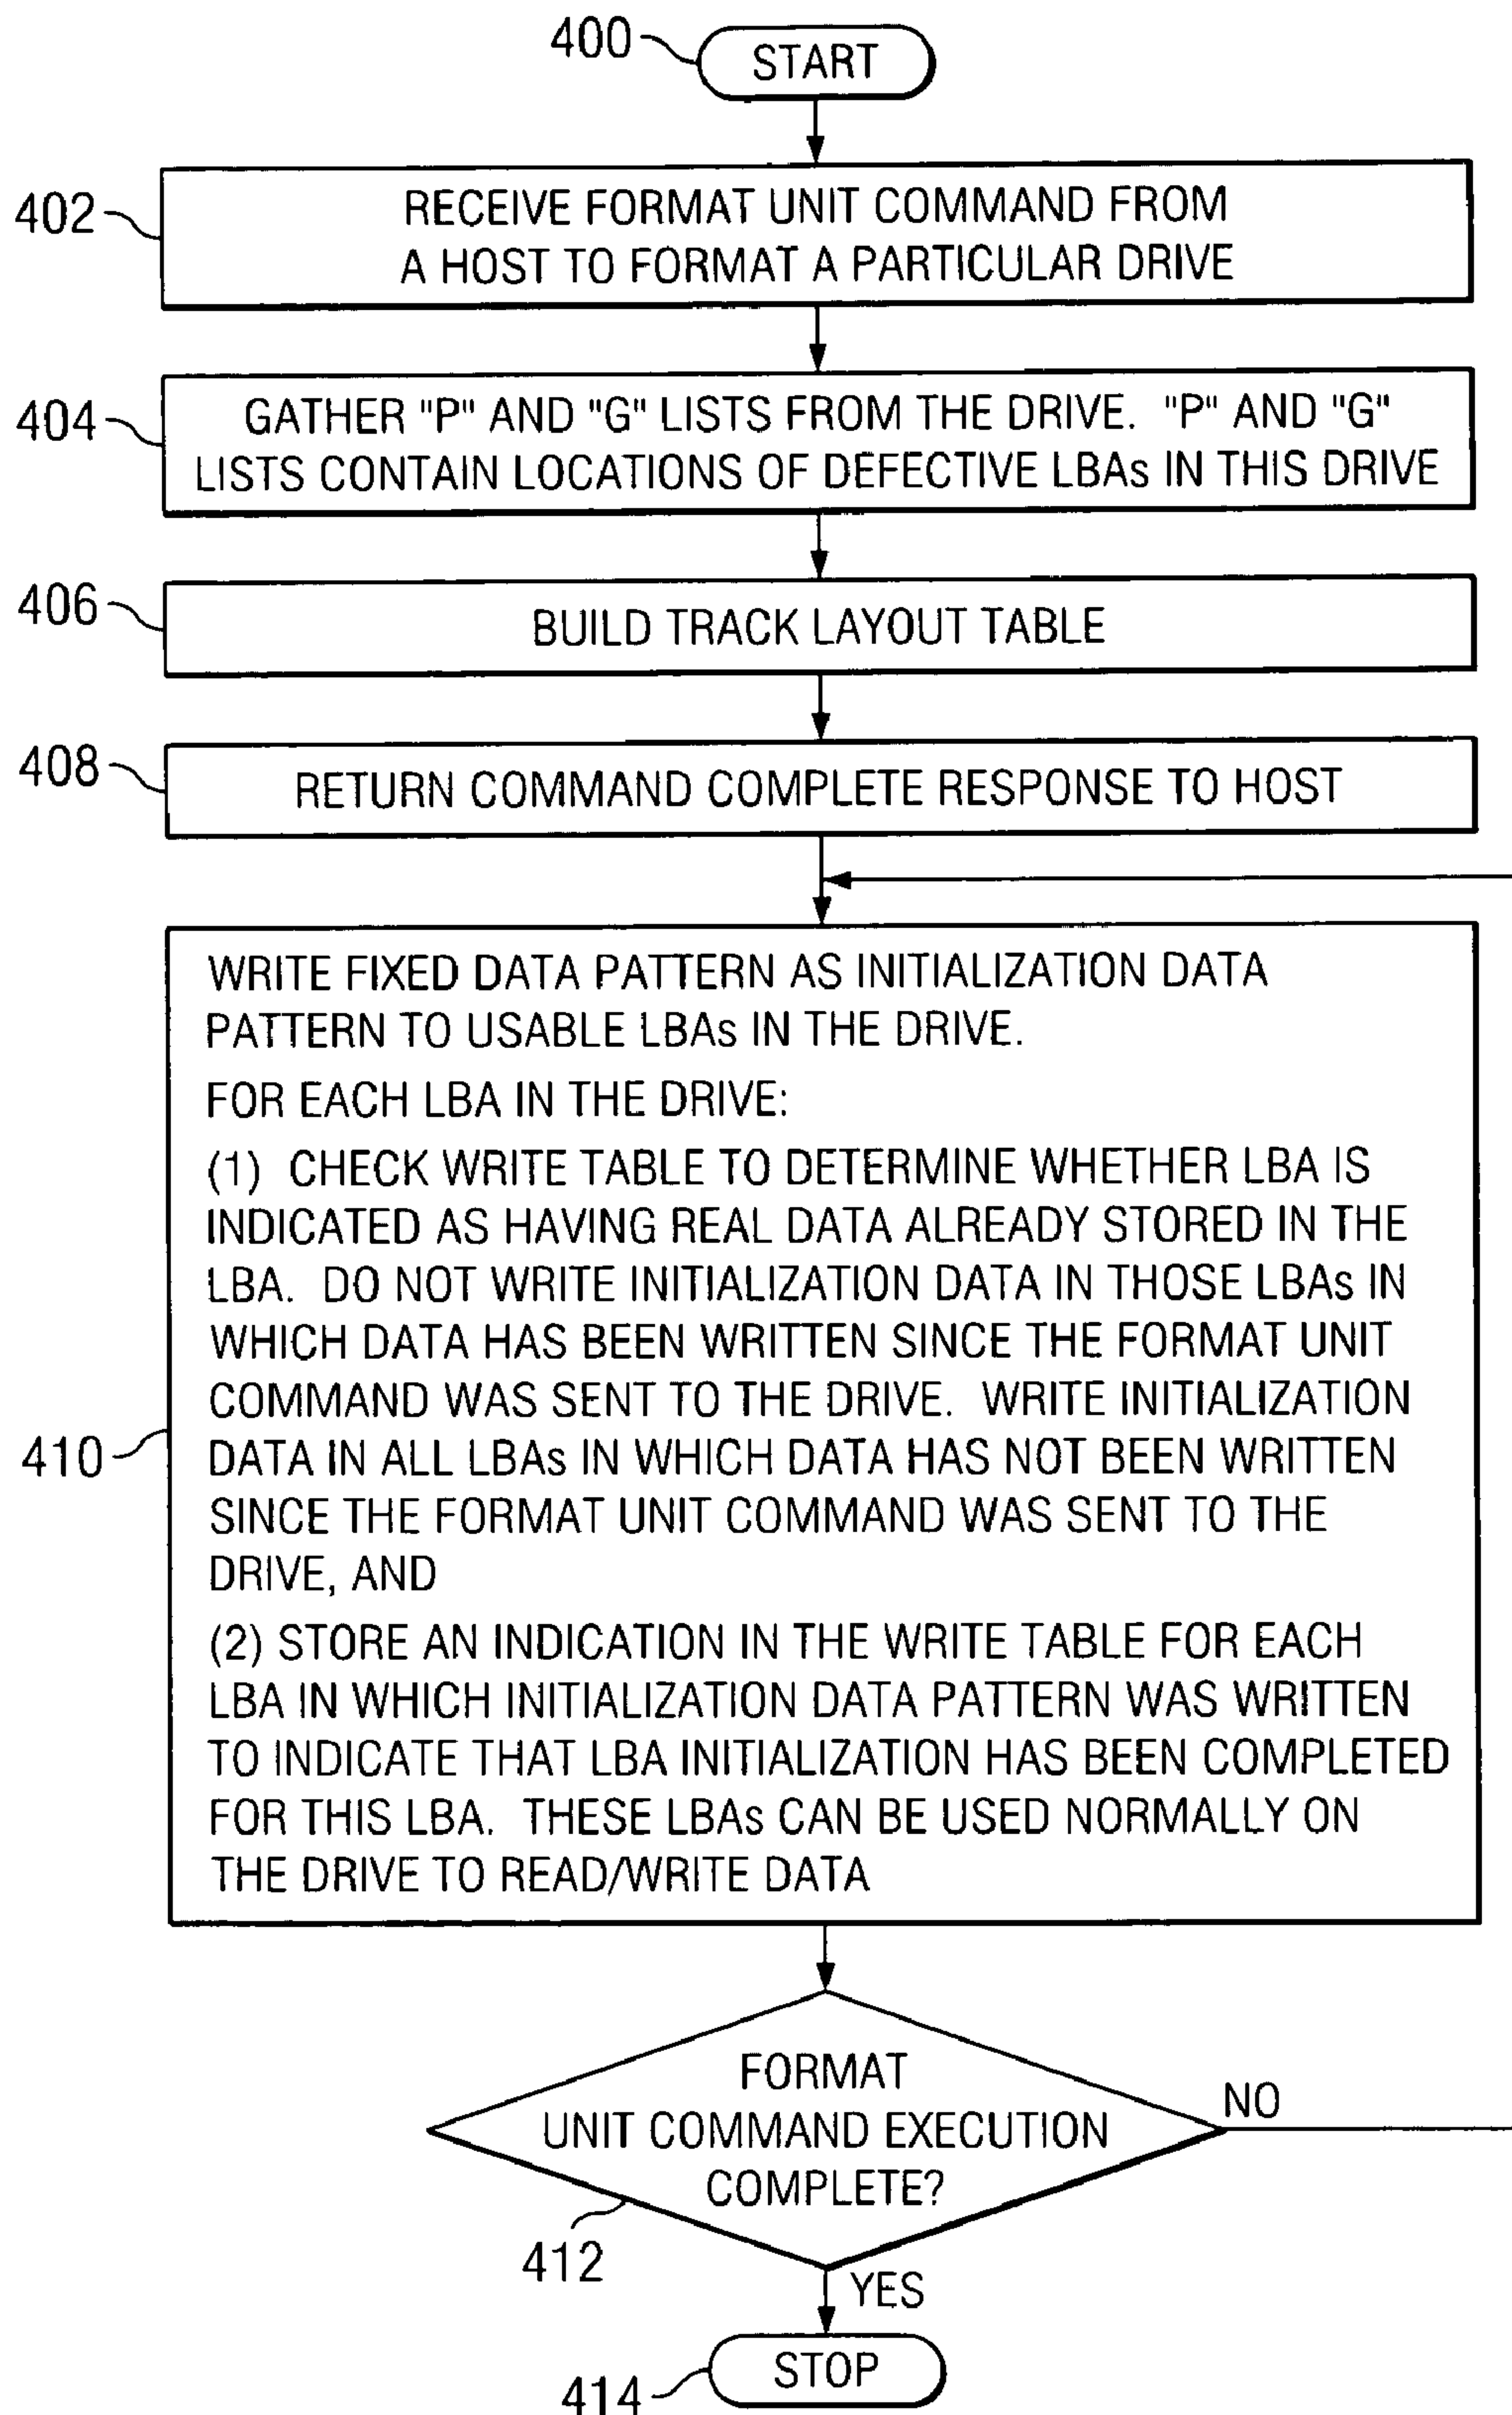 400
START
402
RECEIVE FORMAT UNIT COMMAND FROM
A HOST TO FORMAT A PARTICULAR DRIVE
404
GATHER "P" AND "G" LISTS FROM THE DRIVE. "P" AND "G"
LISTS CONTAIN LOCATIONS OF DEFECTIVE LBAs IN THIS DRIVE
406
BUILD TRACK LAYOUT TABLE
408
RETURN COMMAND COMPLETE RESPONSE TO HOST
WRITE FIXED DATA PATTERN AS INITIALIZATION DATA
PATTERN TO USABLE LBAs IN THE DRIVE.
FOR EACH LBA IN THE DRIVE:
(1) CHECK WRITE TABLE TO DETERMINE WHETHER LBA IS
INDICATED AS HAVING REAL DATA ALREADY STORED IN THE
LBA. DO NOT WRITE INITIALIZATION DATA IN THOSE LBAs IN
WHICH DATA HAS BEEN WRITTEN SINCE THE FORMAT UNIT
COMMAND WAS SENT TO THE DRIVE. WRITE INITIALIZATION
410
DATA IN ALL LBAs IN WHICH DATA HAS NOT BEEN WRITTEN
SINCE THE FORMAT UNIT COMMAND WAS SENT TO THE
DRIVE, AND
(2) STORE AN INDICATION IN THE WRITE TABLE FOR EACH
LBA IN WHICH INITIALIZATION DATA PATTERN WAS WRITTEN
TO INDICATE THAT LBA INITIALIZATION HAS BEEN COMPLETED
FOR THIS LBA. THESE LBAs CAN BE USED NORMALLY ON
THE DRIVE TO READ/WRITE DATA
FORMAT
UNIT COMMAND EXECUTION
COMPLETE?
NO
412
YES
STOP
414